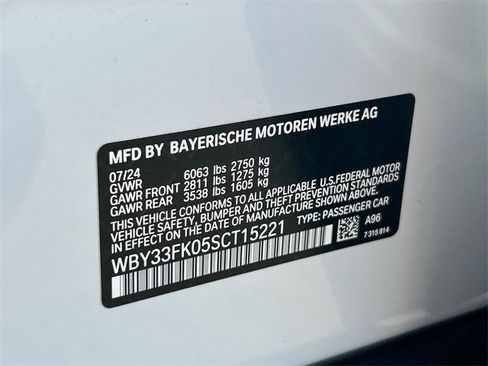 MFD BY BAYERISCHE MOTOREN WERKE AG
07/24
GVWR 6063 lbs 2750 kg
GAWR FRONT 2811 lbs 1275 kg
GAWR REAR 3538 lbs 1605 kg
THIS VEHICLE CONFORMS TO ALL APPLICABLE U.S.FEDERAL MOTOR
VEHICLE SAFETY, BUMPER, AND THEFT PREVENTION STANDARDS
IN EFFECT ON THE DATE OF MANUFACTURE SHOWN ABOVE.
WBY33FK05SCT15221 TYPE: PASSENGER CAR
A96
7 315 814